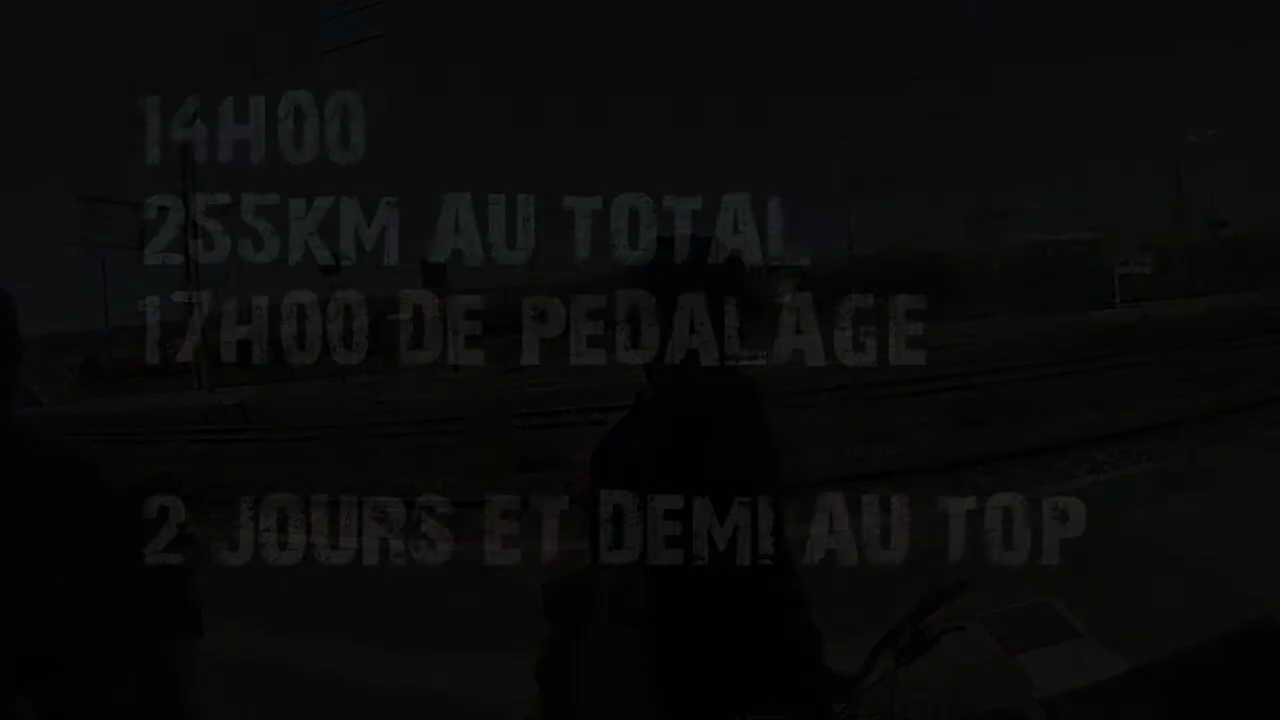 14H00
255KM AU TOTAL
17H00 DE PEDALAGE
2 JOURS ET DEMI AU TOP